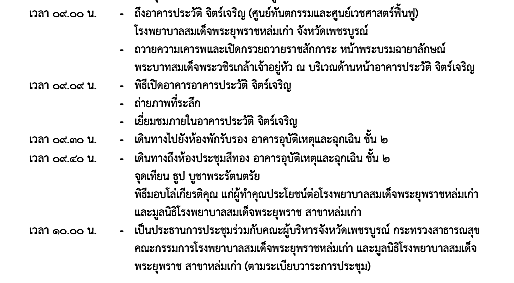 เวลา ๐๙.๐๐ น. - ถึงอาคารประวัติ จิตร์เจริญ (ศูนย์ทันตกรรมและศูนย์เวชศาสตร์ฟื้นฟู)
โรงพยาบาลสมเด็จพระยุพราชหล่มเก่า จังหวัดเพชรบูรณ์
- ถวายความเคารพและเปิดกรวยถวายราชสักการะ หน้าพระบรมฉายาลักษณ์
พระบาทสมเด็จพระวชิรเกล้าเจ้าอยู่หัว ณ บริเวณด้านหน้าอาคารประวัติ จิตร์เจริญ
เวลา ๐๙.๐๙ น. - พิธีเปิดอาคารอาคารประวัติ จิตร์เจริญ
- ถ่ายภาพที่ระลึก
- เยี่ยมชมภายในอาคารประวัติ จิตร์เจริญ
เวลา ๐๙.๓๐ น. - เดินทางไปยังห้องพักรับรอง อาคารอุบัติเหตุและฉุกเฉิน ชั้น ๒
เวลา ๐๙.๔๐ น. - เดินทางถึงห้องประชุมสีทอง อาคารอุบัติเหตุและฉุกเฉิน ชั้น ๒
จุดเทียน ธูป บูชาพระรัตนตรัย
พิธีมอบโล่เกียรติคุณ แก่ผู้ทำคุณประโยชน์ต่อโรงพยาบาลสมเด็จพระยุพราชหล่มเก่า
และมูลนิธิโรงพยาบาลสมเด็จพระยุพราช สาขาหล่มเก่า
เวลา ๑๐.๐๐ น. - เป็นประธานการประชุมร่วมกับคณะผู้บริหารจังหวัดเพชรบูรณ์ กระทรวงสาธารณสุข
คณะกรรมการโรงพยาบาลสมเด็จพระยุพราชหล่มเก่า และมูลนิธิโรงพยาบาลสมเด็จ
พระยุพราช สาขาหล่มเก่า (ตามระเบียบวาระการประชุม)